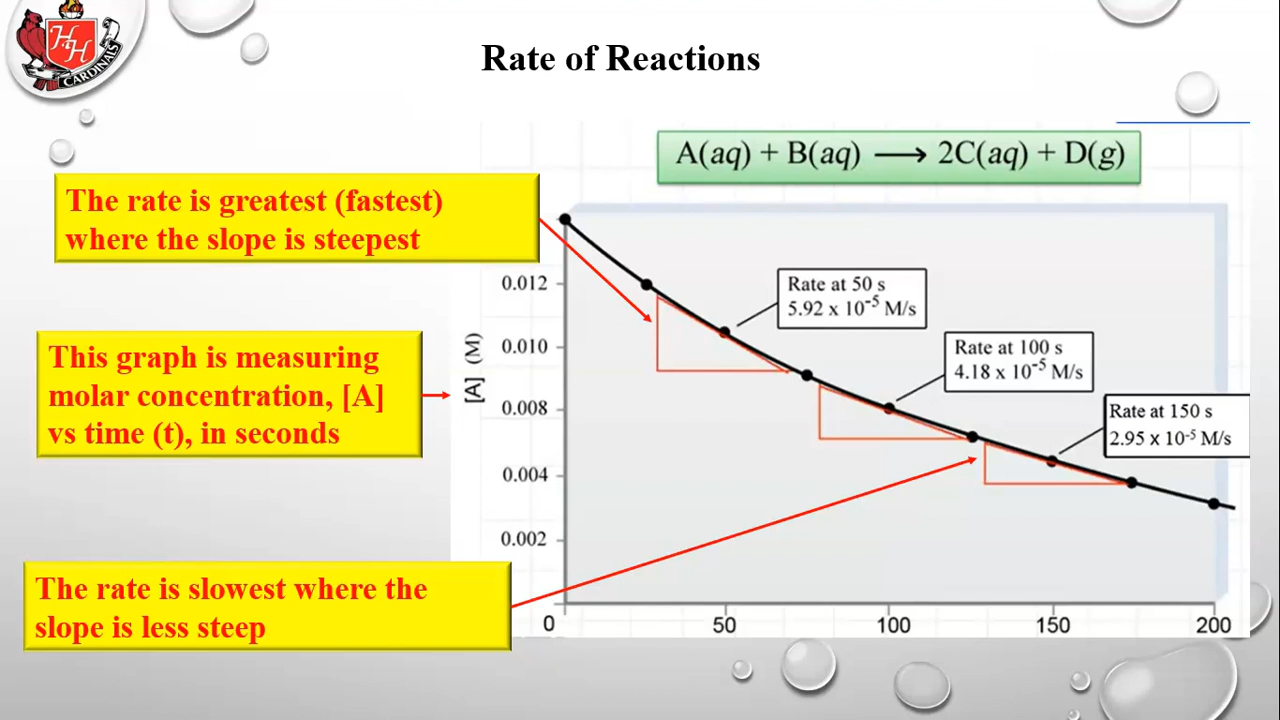 HH
CARDINALS
Rate of Reactions
A(aq) + B(aq) ⟶ 2C(aq) + D(g)
The rate is greatest (fastest)
where the slope is steepest
This graph is measuring
molar concentration, [A]
vs time (t), in seconds
The rate is slowest where the
slope is less steep
[A] (M)
0.012
0.010
0.008
0.004
0.002
Rate at 50 s
5.92 x 10⁻⁵ M/s
Rate at 100 s
4.18 x 10⁻⁵ M/s
Rate at 150 s
2.95 x 10⁻⁵ M/s
0 50 100 150 200